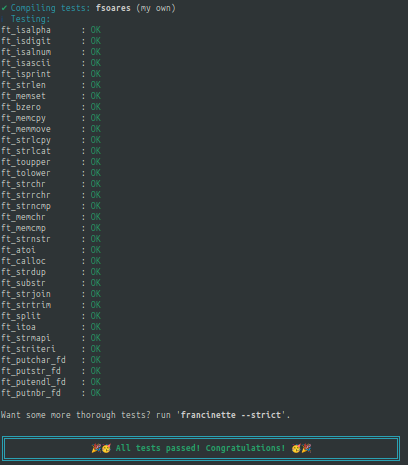 ✔ Compiling tests: fsoares (my own)
Testing:
ft_isalpha : OK
ft_isdigit : OK
ft_isalnum : OK
ft_isascii : OK
ft_isprint : OK
ft_strlen : OK
ft_memset : OK
ft_bzero : OK
ft_memcpy : OK
ft_memmove : OK
ft_strlcpy : OK
ft_strlcat : OK
ft_toupper : OK
ft_tolower : OK
ft_strchr : OK
ft_strrchr : OK
ft_strncmp : OK
ft_memchr : OK
ft_memcmp : OK
ft_strnstr : OK
ft_atoi : OK
ft_calloc : OK
ft_strdup : OK
ft_substr : OK
ft_strjoin : OK
ft_strtrim : OK
ft_split : OK
ft_itoa : OK
ft_strmapi : OK
ft_striteri : OK
ft_putchar_fd : OK
ft_putstr_fd : OK
ft_putendl_fd : OK
ft_putnbr_fd : OK
Want some more thorough tests? run 'francinette --strict'.
🎉🥳 All tests passed! Congratulations! 🥳🎉